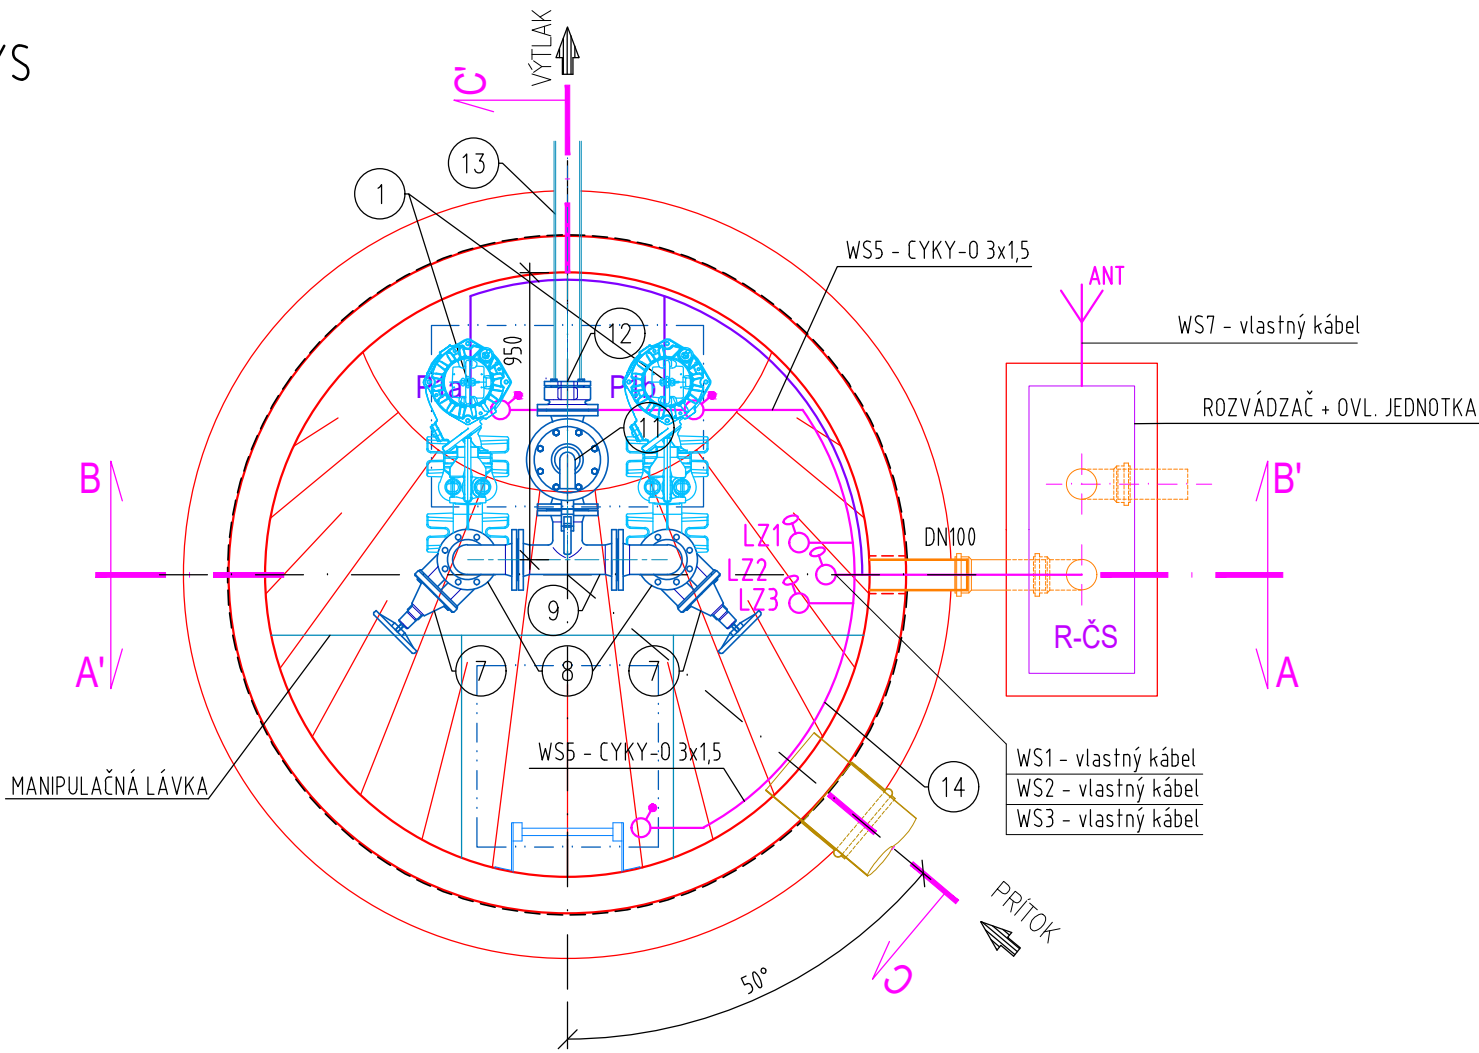 YS
VÝTLAK
C'
13
1
WS5 - CYKY-O 3x1,5
ANT
WS7 - vlastný kábel
12
950
P1a
P1b
ROZVÁDZAČ + OVL. JEDNOTKA
11
B
B'
LZ1
DN100
LZ2
LZ3
9
R-ČS
A'
7
8
7
A
WS5 - CYKY-O 3x1,5
WS1 - vlastný kábel
MANIPULAČNÁ LÁVKA
14
WS2 - vlastný kábel
WS3 - vlastný kábel
PRÍTOK
50°
C